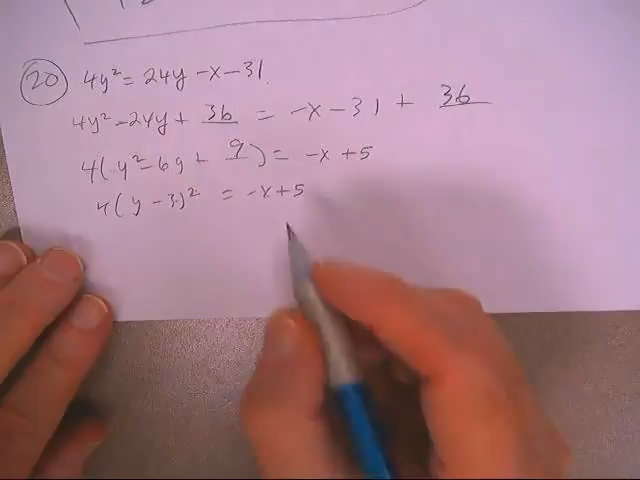 20 4y² = 24y - x - 31.
4y² - 24y + 36 = -x - 31 + 36
4(y² - 6y + 9) = -x + 5
4(y - 3)² = -x + 5